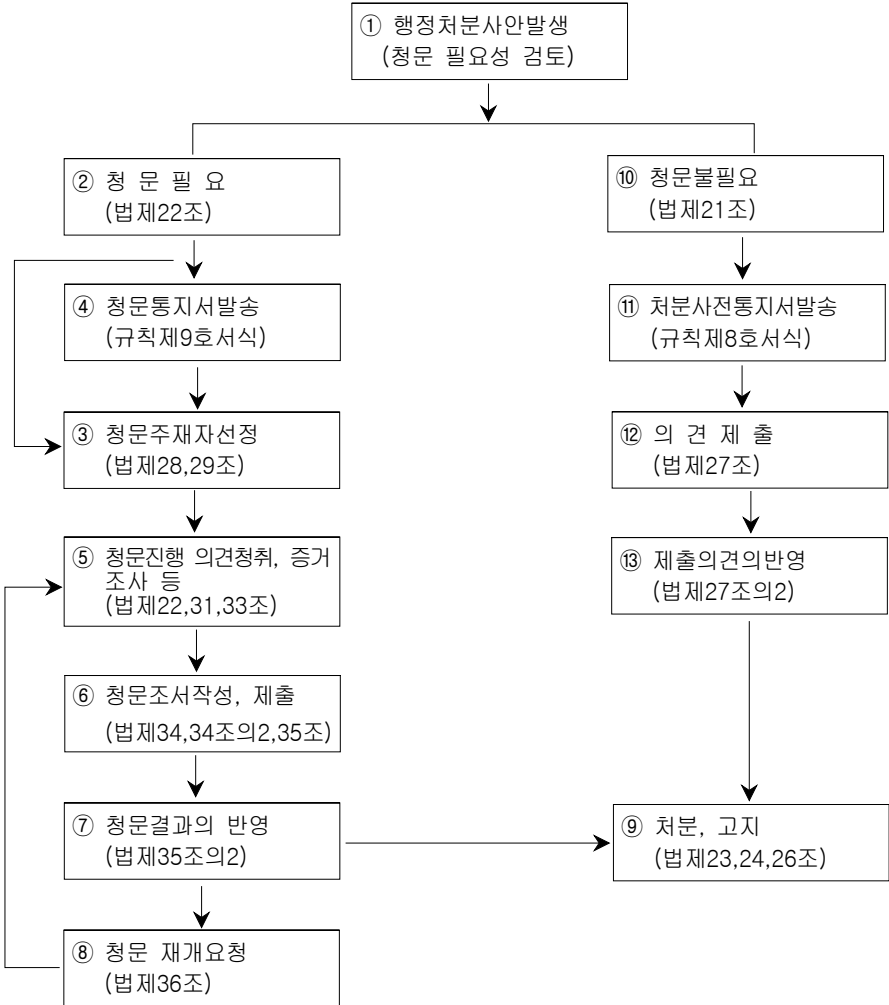 ① 행정처분사안발생
(청문 필요성 검토)
② 청 문 필 요
(법제22조)
④ 청문통지서발송
(규칙제9호서식)
③ 청문주재자선정
(법제28,29조)
⑤ 청문진행 의견청취, 증거
조사 등
(법제22,31,33조)
⑥ 청문조서작성, 제출
(법제34,34조의2,35조)
⑦ 청문결과의 반영
(법제35조의2)
⑧ 청문 재개요청
(법제36조)
⑩ 청문불필요
(법제21조)
⑪ 처분사전통지서발송
(규칙제8호서식)
⑫ 의 견 제 출
(법제27조)
⑬ 제출의견의반영
(법제27조의2)
⑨ 처분, 고지
(법제23,24,26조)